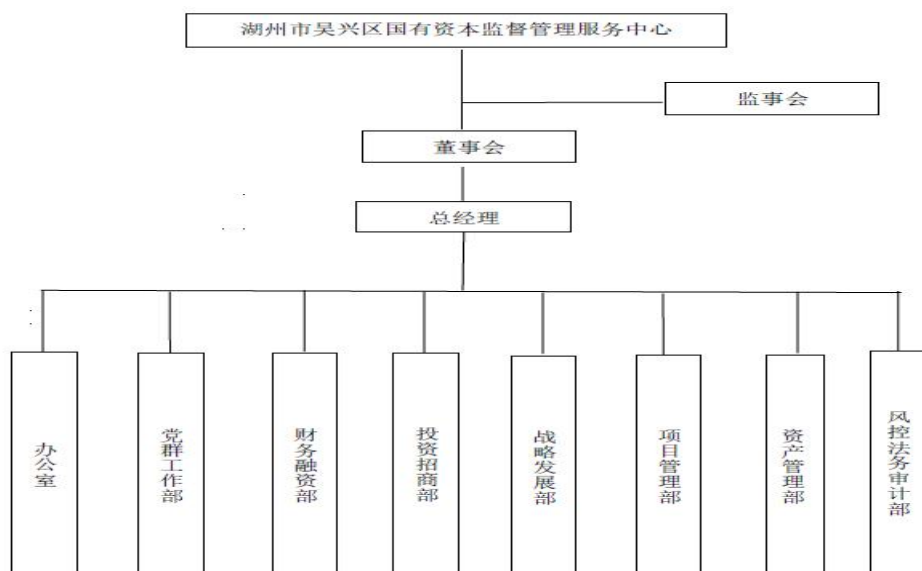 湖州市吴兴区国有资本监督管理服务中心
监事会
董事会
总经理
办公室
党群工作部
财务融资部
投资招商部
战略发展部
项目管理部
资产管理部
风控法务审计部